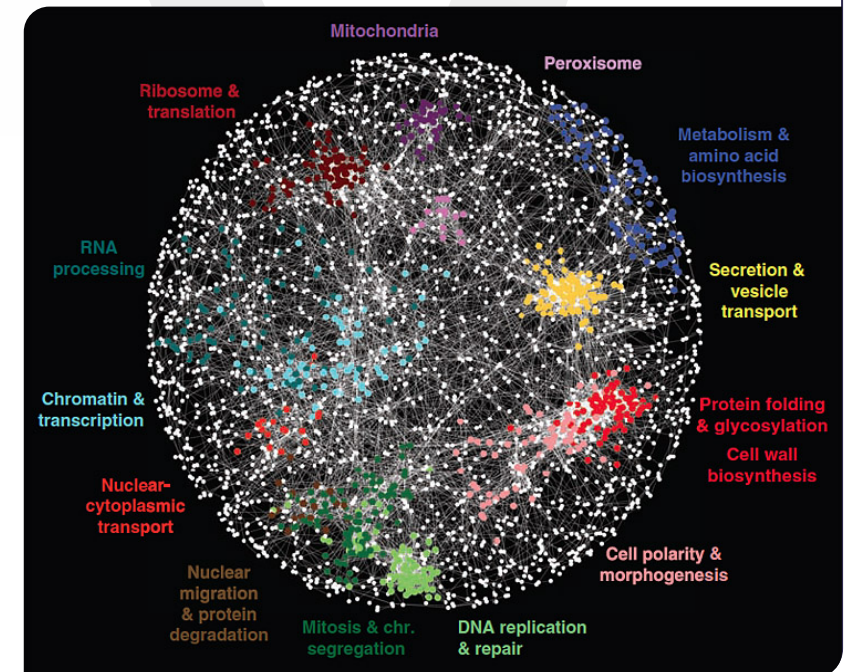 Mitochondria
Peroxisome
Ribosome &
translation
Metabolism &
amino acid
biosynthesis
RNA
processing
Secretion &
vesicle
transport
Chromatin &
transcription
Protein folding
& glycosylation
Cell wall
biosynthesis
Nuclear-
cytoplasmic
transport
Cell polarity &
morphogenesis
Nuclear
migration
& protein
degradation
Mitosis & chr.
segregation
DNA replication
& repair